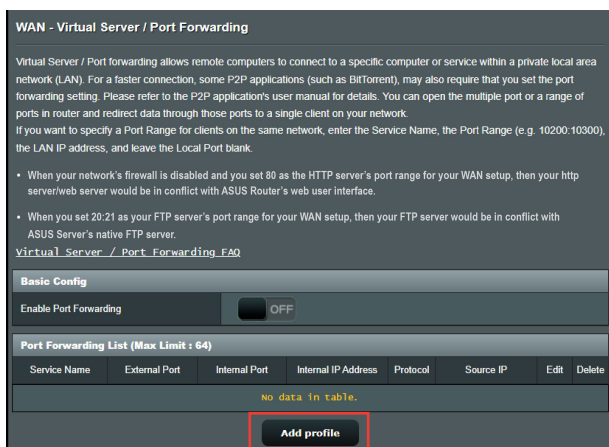 WAN - Virtual Server / Port Forwarding
Virtual Server / Port forwarding allows remote computers to connect to a specific computer or service within a private local area
network (LAN). For a faster connection, some P2P applications (such as BitTorrent), may also require that you set the port
forwarding setting. Please refer to the P2P application's user manual for details. You can open the multiple port or a range of
ports in router and redirect data through those ports to a single client on your network.
If you want to specify a Port Range for clients on the same network, enter the Service Name, the Port Range (e.g. 10200:10300),
the LAN IP address, and leave the Local Port blank.
• When your network's firewall is disabled and you set 80 as the HTTP server's port range for your WAN setup, then your http
server/web server would be in conflict with ASUS Router's web user interface.
• When you set 20:21 as your FTP server's port range for your WAN setup, then your FTP server would be in conflict with
ASUS Server's native FTP server.
Virtual Server / Port Forwarding FAQ
Basic Config
Enable Port Forwarding OFF
Port Forwarding List (Max Limit : 64)
Service Name External Port Internal Port Internal IP Address Protocol Source IP Edit Delete
No data in table.
Add profile